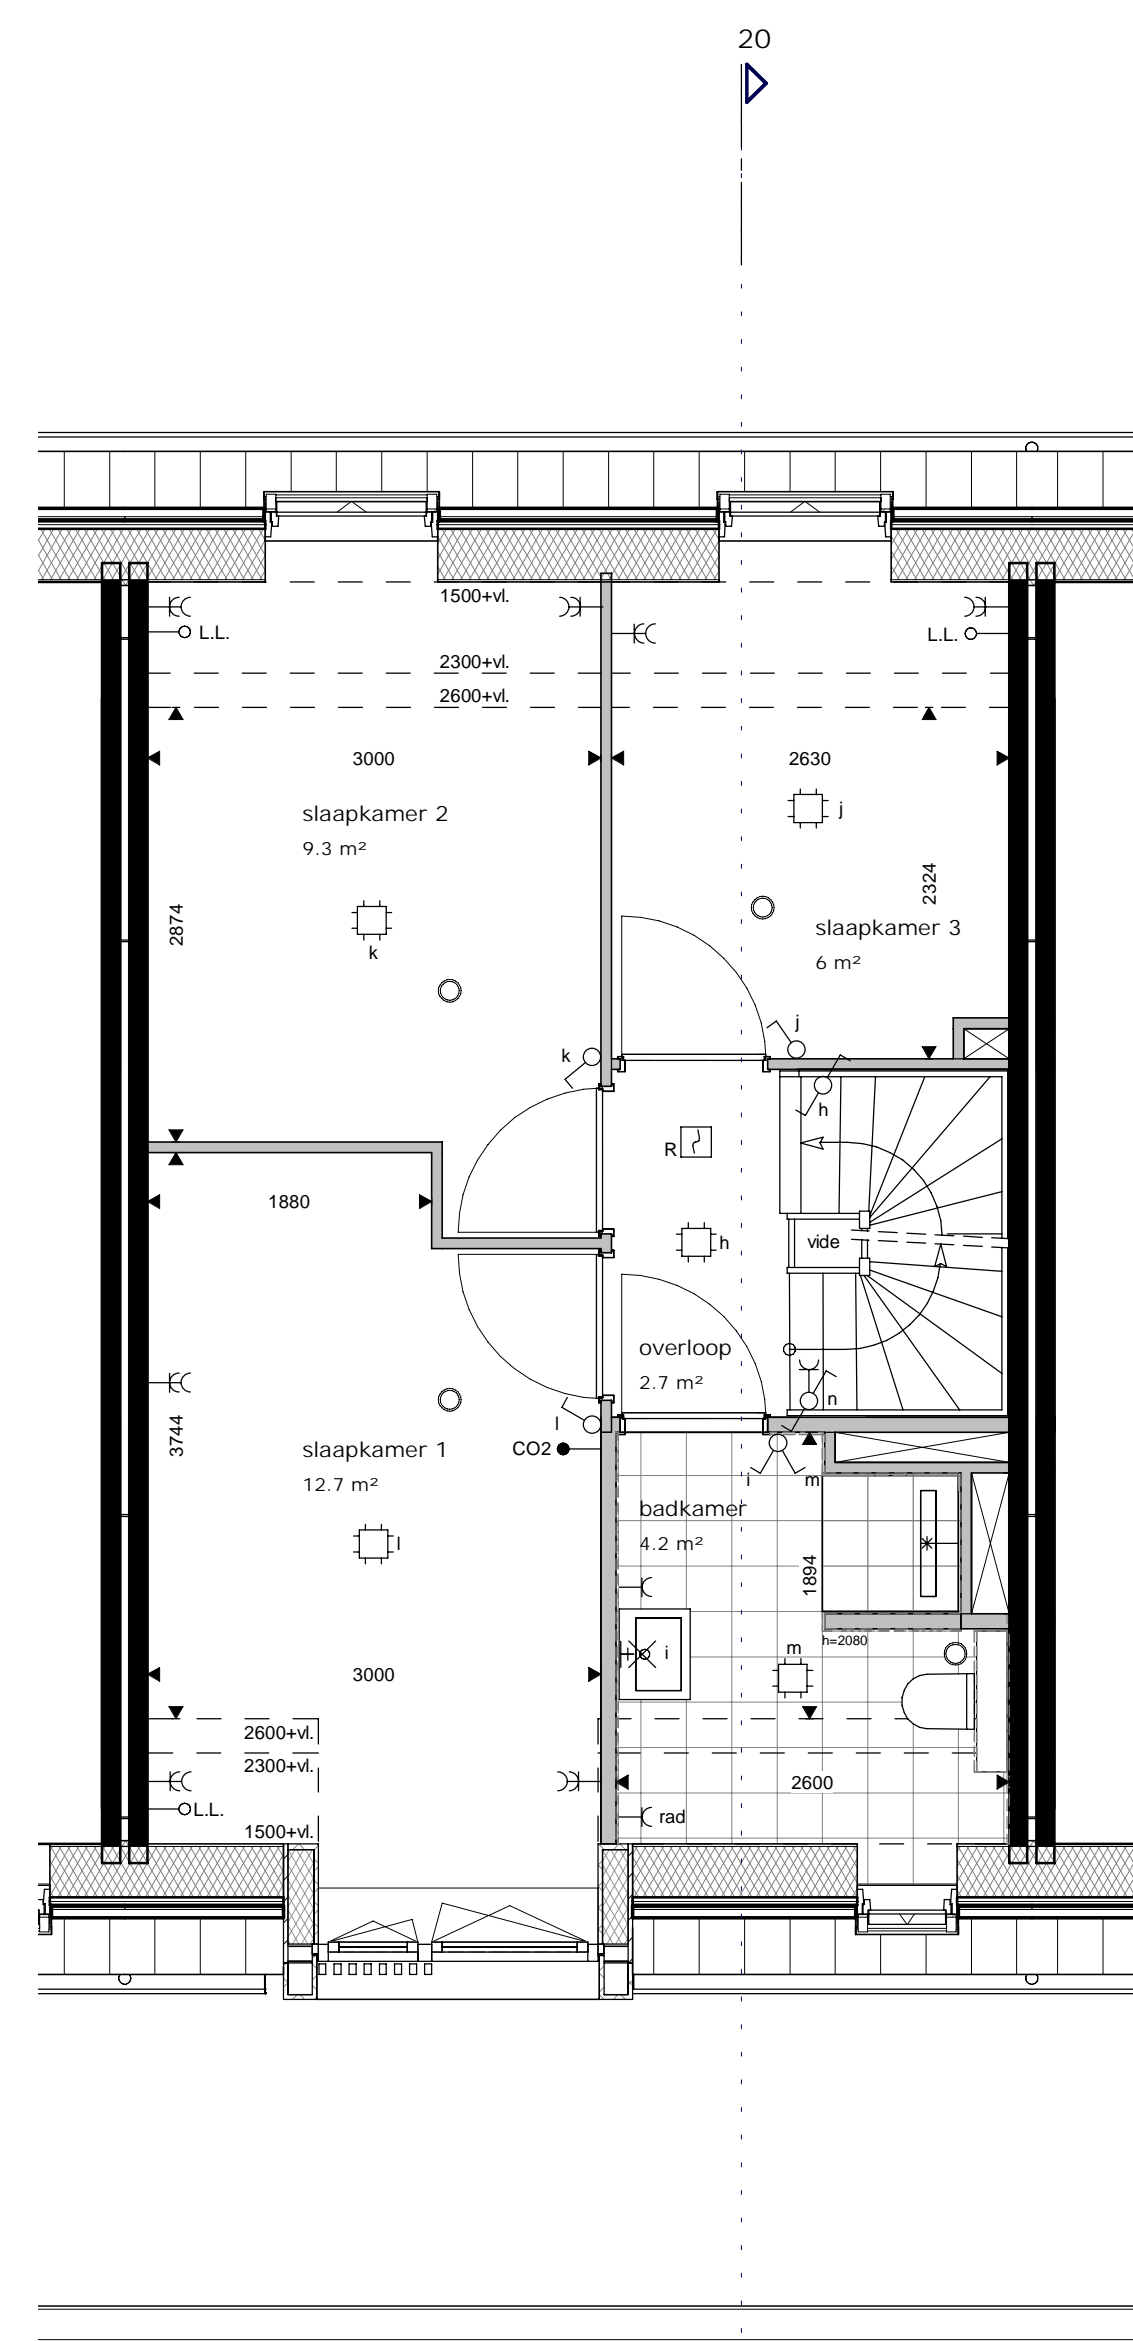 20
1500+vl.
L.L.
L.L.
2300+vl.
2600+vl.
3000
2630
slaapkamer 2
9.3 m²
j
2324
2874
slaapkamer 3
6 m²
k
j
k
h
R
1880
h
vide
overloop
2.7 m²
n
l
3744
slaapkamer 1
12.7 m²
CO2
i
m
badkamer
4.2 m²
l
1894
h=2080
m
i
3000
2600+vl.
2300+vl.
2600
L.L.
rad
1500+vl.